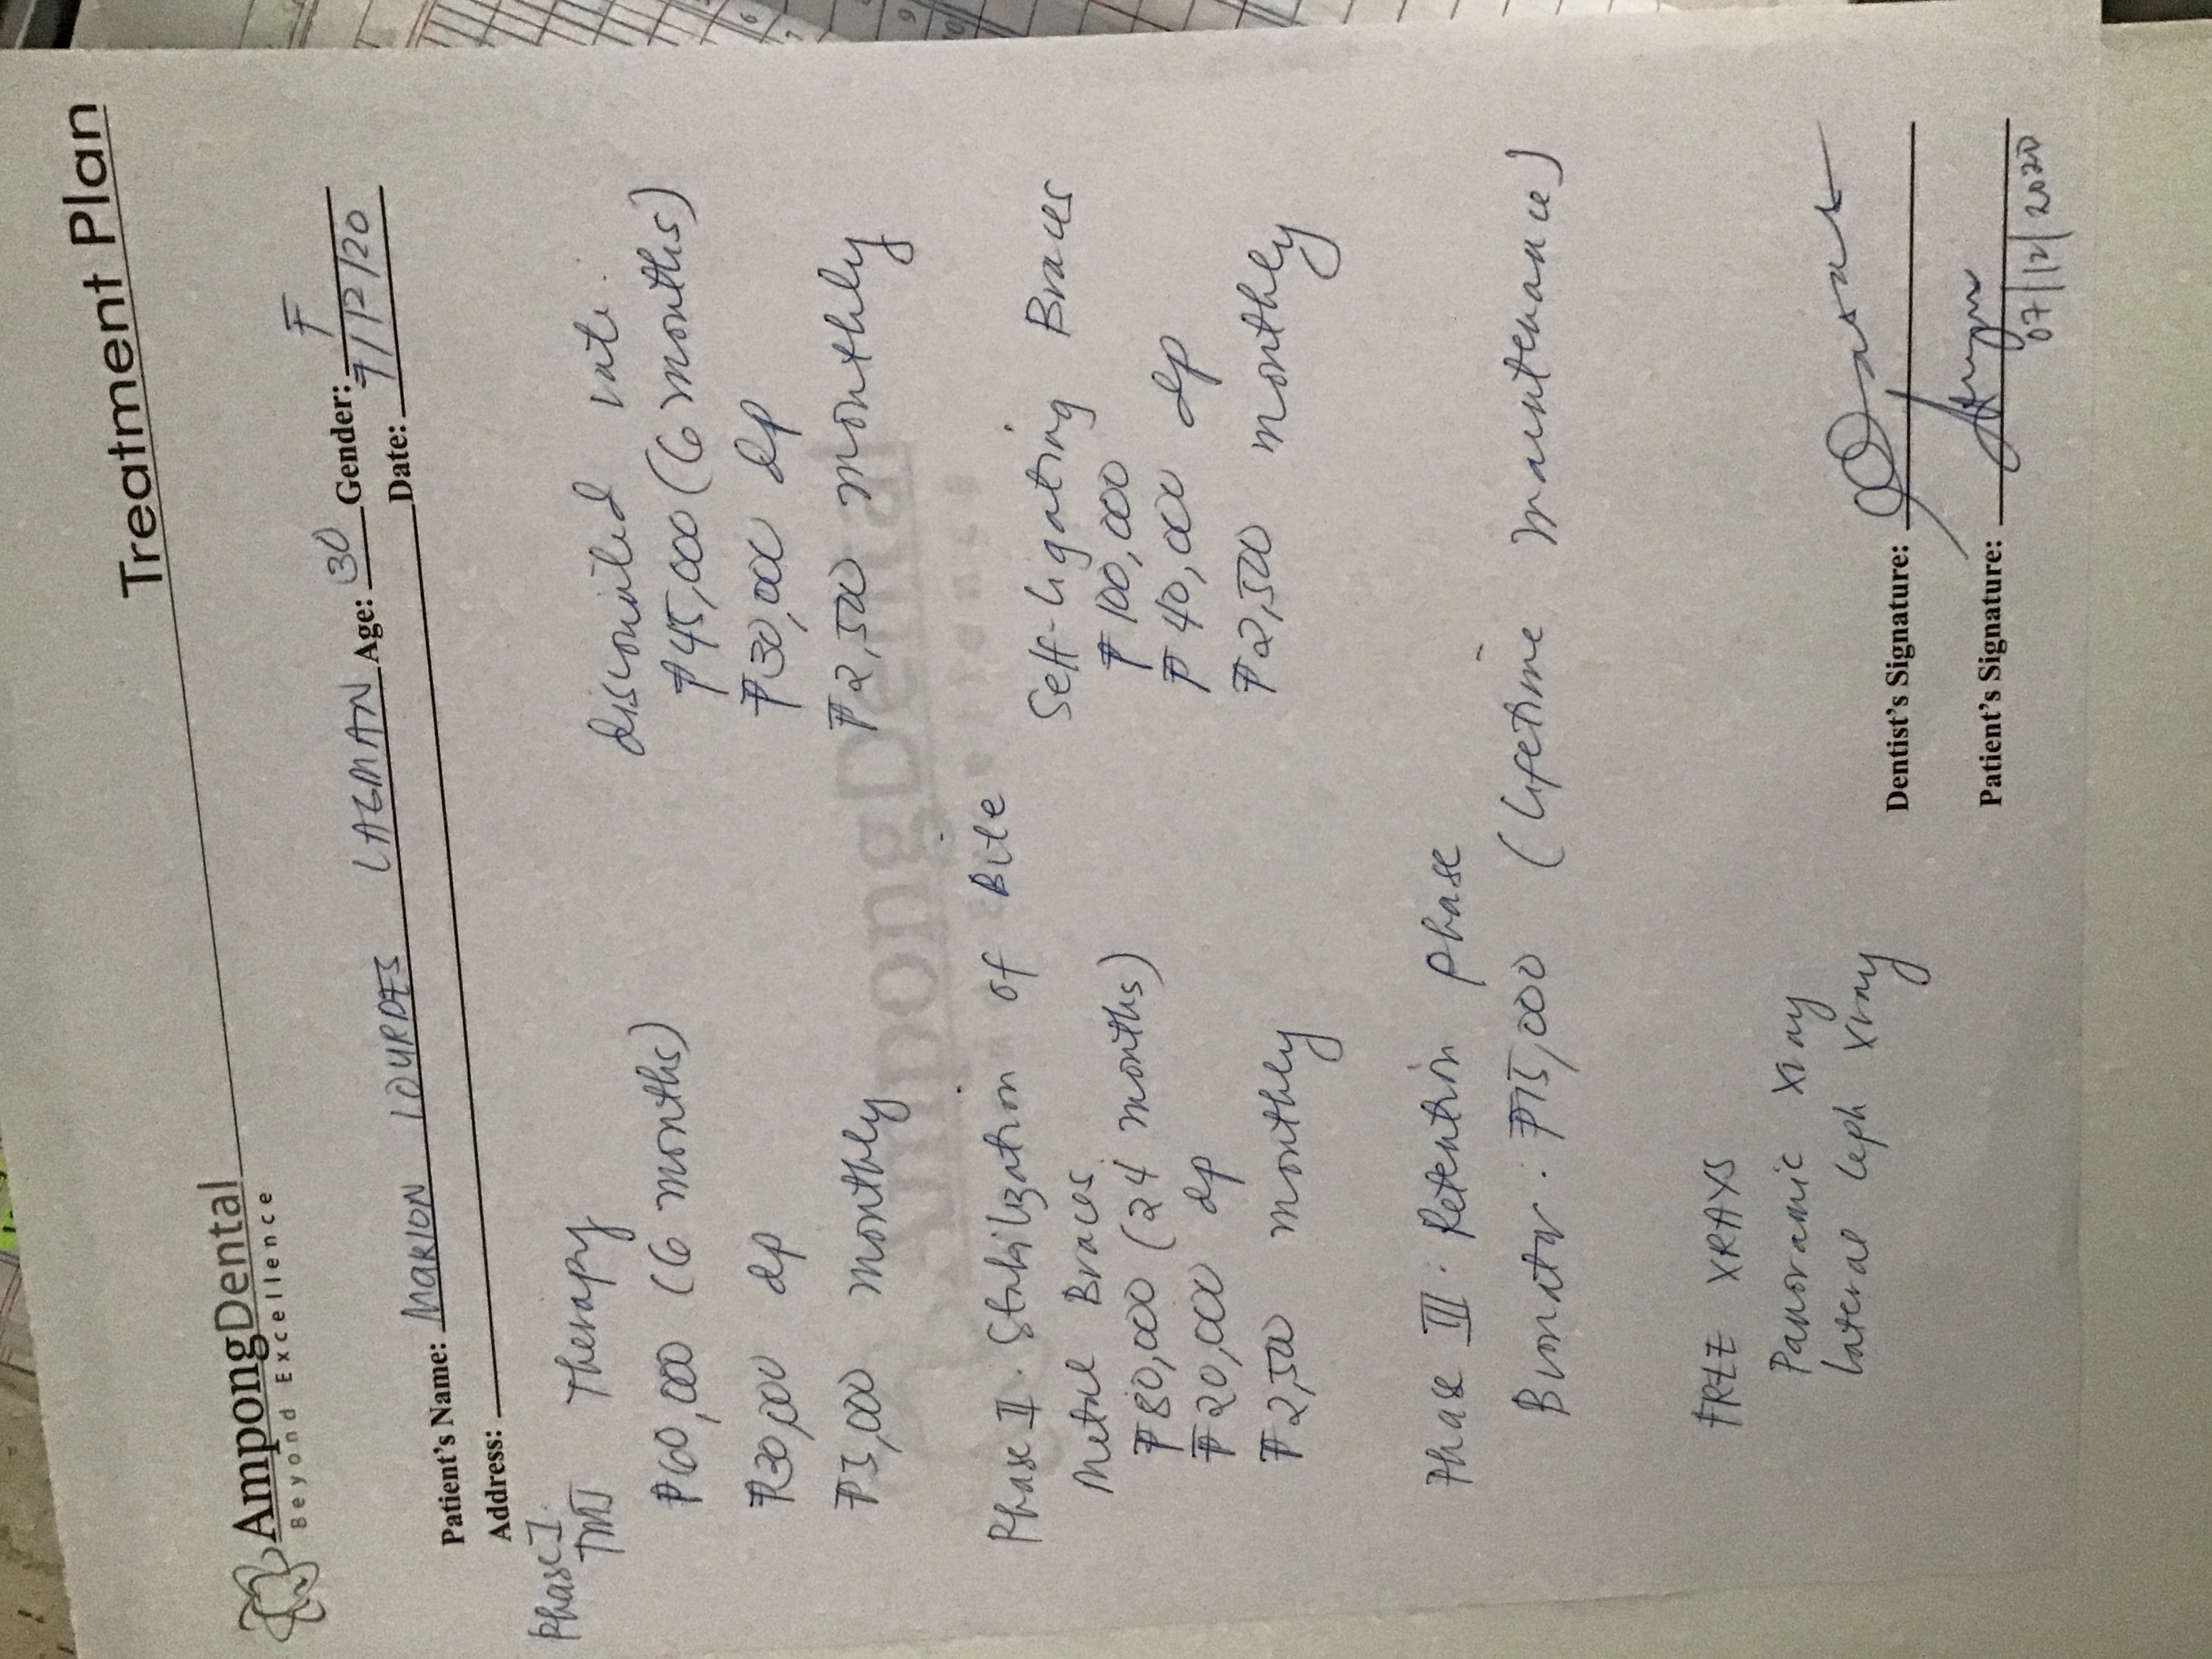 Treatment Plan
AmpongDental
Beyond Excellence
Patient's Name: MARION LOURDES LAGMAN Age: 30 Gender: F
Address: Date: 7/12/20
Phase I:
TMJ Therapy
discounted rate:
₱60,000 (6 months)
₱45,000 (6 months)
₱30,000 dp
₱30,000 dp
₱5,000 monthly
₱2,500 monthly
Phase II. Stabilization of Bite
Metal Braces
Self-Ligating Braces
₱80,000 (24 months)
₱100,000
₱20,000 dp
₱40,000 dp
₱2,500 monthly
₱2,500 monthly
Phase III: Retention phase
Bionator: ₱15,000 (Lifetime maintenance)
FREE XRAYS
Panoramic Xray
Lateral Ceph Xray
Dentist's Signature:
Patient's Signature:
07/12/2020